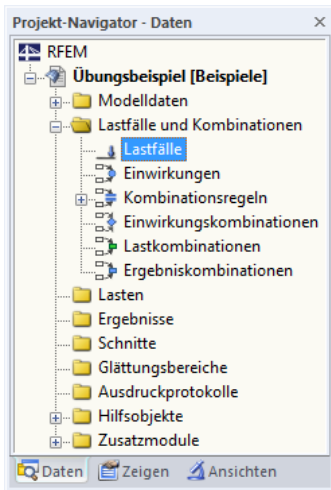 Projekt-Navigator - Daten
RFEM
Übungsbeispiel [Beispiele]
Modelldaten
Lastfälle und Kombinationen
Lastfälle
Einwirkungen
Kombinationsregeln
Einwirkungskombinationen
Lastkombinationen
Ergebniskombinationen
Lasten
Ergebnisse
Schnitte
Glättungsbereiche
Ausdruckprotokolle
Hilfsobjekte
Zusatzmodule
Daten Zeigen Ansichten